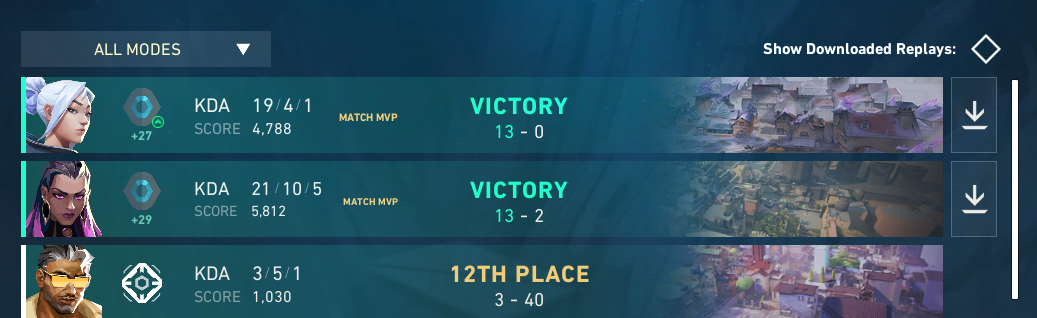 ALL MODES
Show Downloaded Replays:
KDA 19/4/1
SCORE 4,788
+27
MATCH MVP
VICTORY
13 - 0
KDA 21/10/5
SCORE 5,812
+29
MATCH MVP
VICTORY
13 - 2
KDA 3/5/1
SCORE 1,030
12TH PLACE
3 - 40